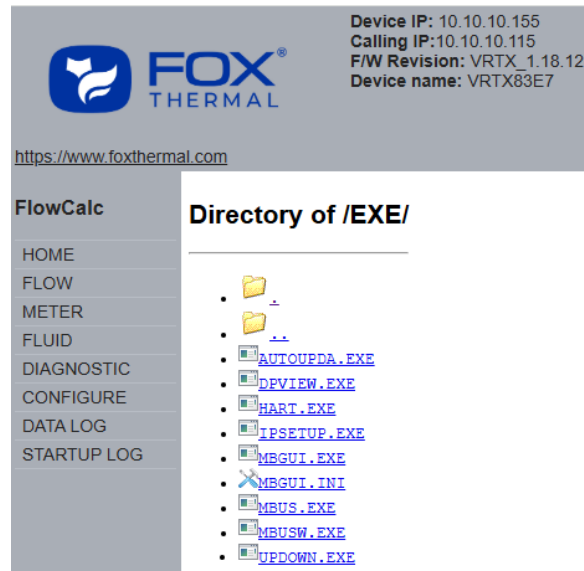 FOX®
THERMAL
Device IP: 10.10.10.155
Calling IP:10.10.10.115
F/W Revision: VRTX_1.18.12
Device name: VRTX83E7
https://www.foxthermal.com
FlowCalc
HOME
FLOW
METER
FLUID
DIAGNOSTIC
CONFIGURE
DATA LOG
STARTUP LOG
Directory of /EXE/
.
..
AUTOUPDA.EXE
DPVIEW.EXE
HART.EXE
IPSETUP.EXE
MBGUI.EXE
MBGUI.INI
MBUS.EXE
MBUSW.EXE
UPDOWN.EXE